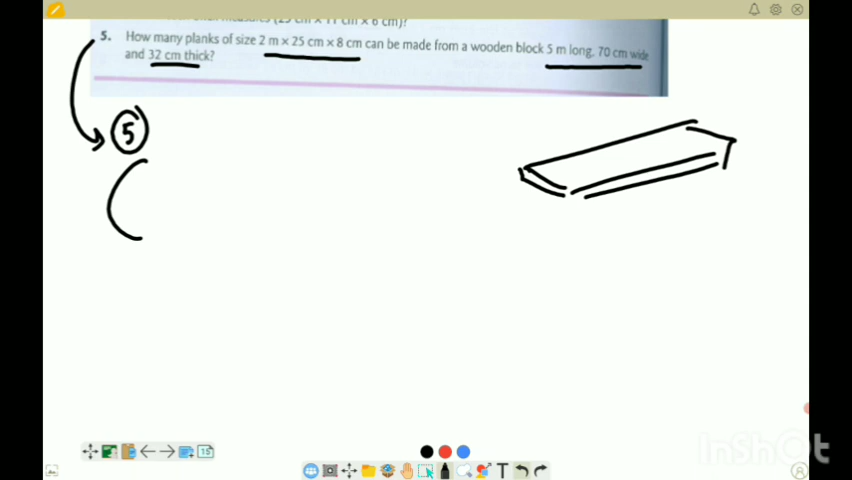 5. How many planks of size 2 m × 25 cm × 8 cm can be made from a wooden block 5 m long, 70 cm wide
and 32 cm thick?
5
(
15
T
InShOt